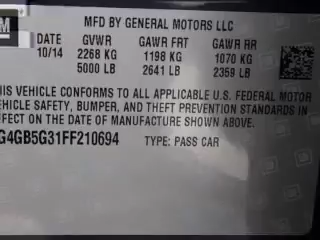 GM
MFD BY GENERAL MOTORS LLC
DATE GVWR GAWR FRT GAWR RR
10/14 2268 KG 1198 KG 1070 KG
5000 LB 2641 LB 2359 LB
HIS VEHICLE CONFORMS TO ALL APPLICABLE U.S. FEDERAL MOTOR
VEHICLE SAFETY, BUMPER, AND THEFT PREVENTION STANDARDS IN
EFFECT ON THE DATE OF MANUFACTURE SHOWN ABOVE.
G4GB5G31FF210694 TYPE: PASS CAR